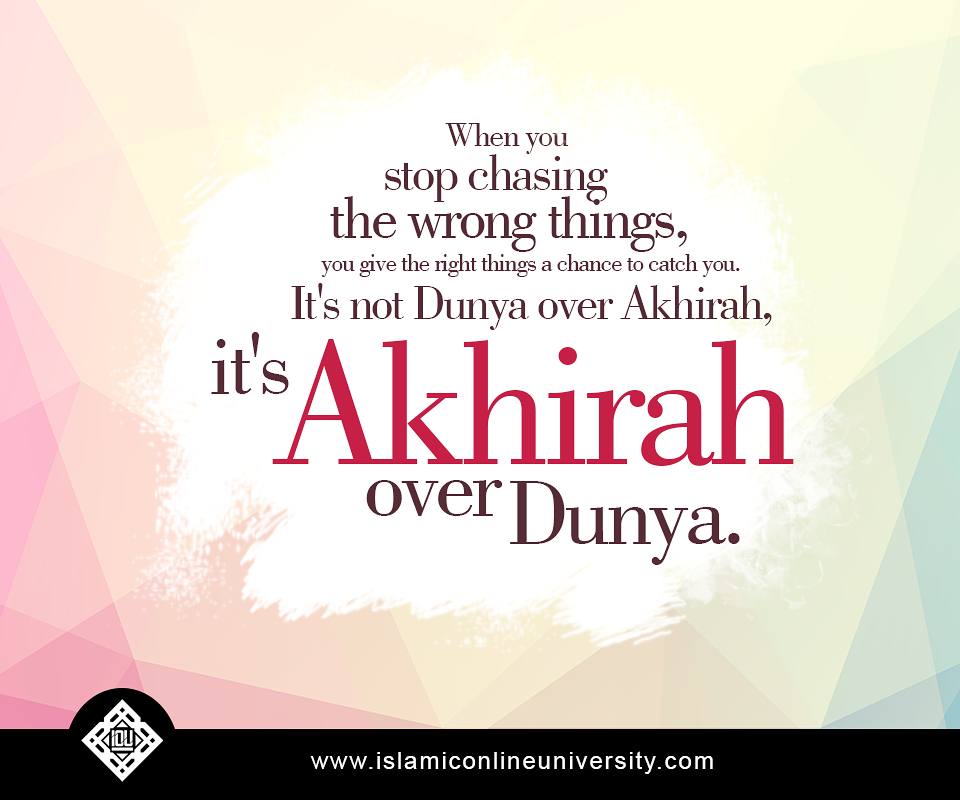 When you
stop chasing
the wrong things,
you give the right things a chance to catch you.
It's not Dunya over Akhirah,
it's Akhirah
over Dunya.
IOU
www.islamiconlineuniversity.com